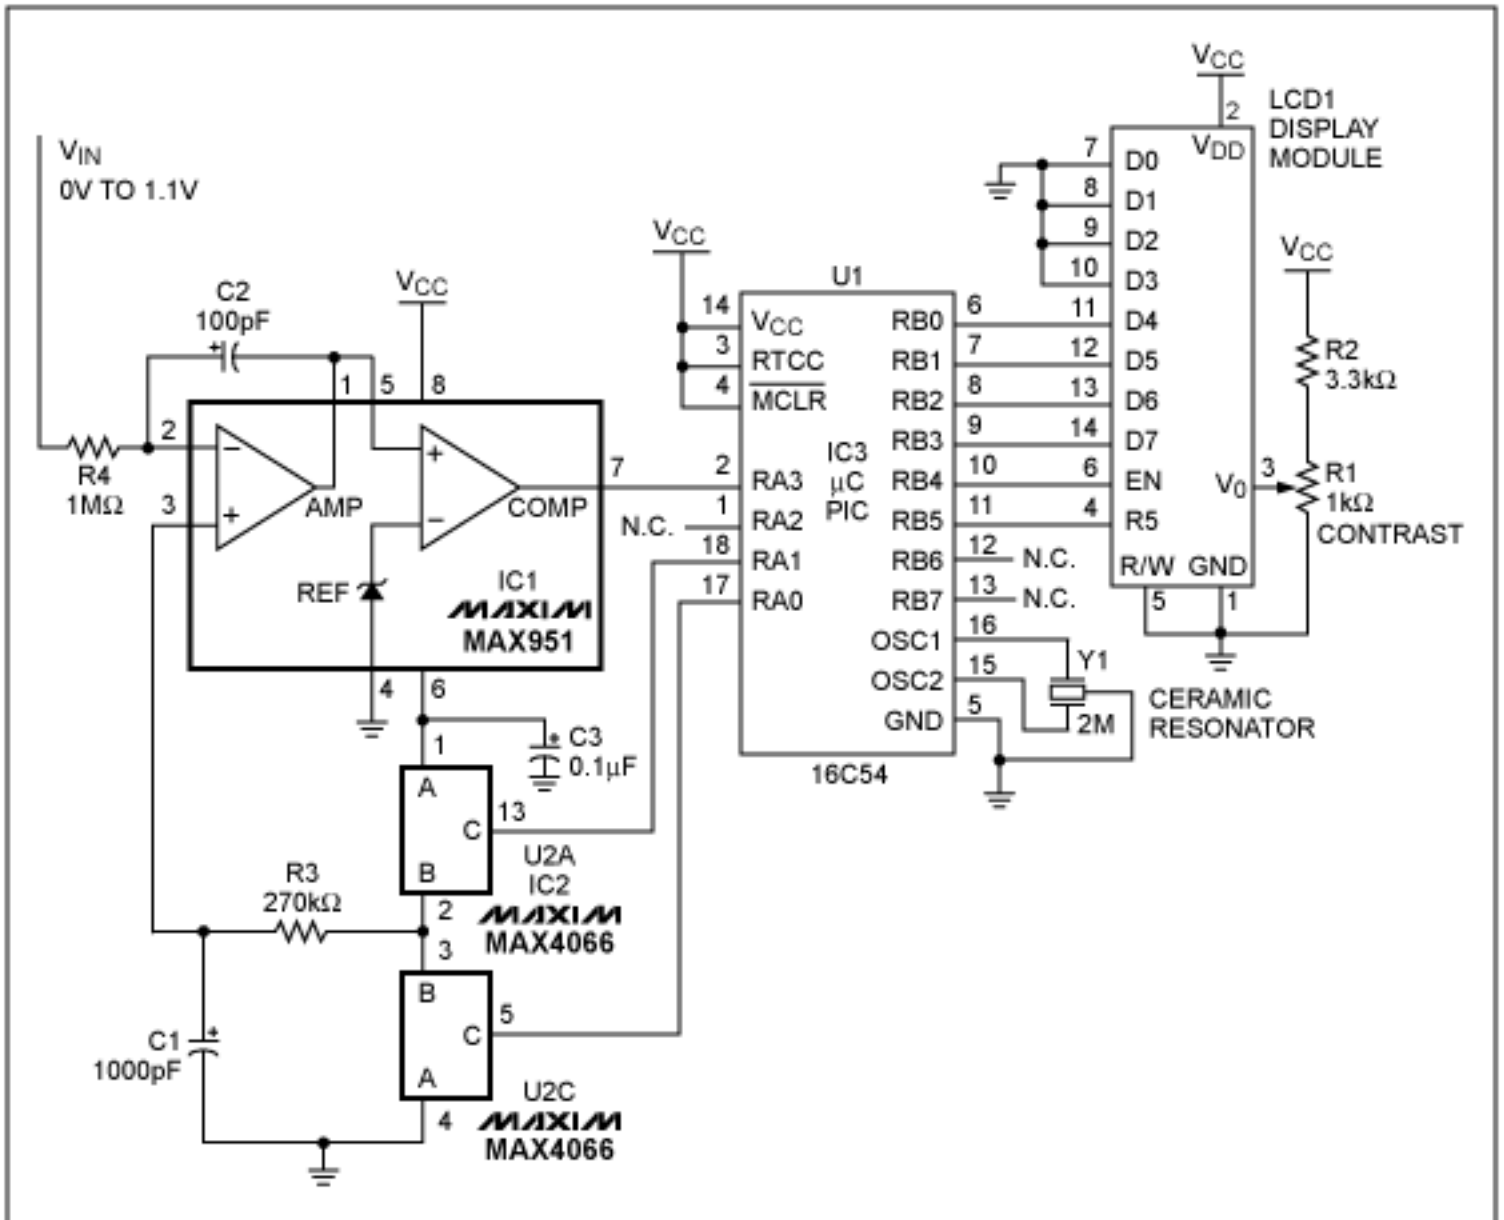 VIN
0V TO 1.1V
C2
100pF
+
VCC
1
5
8
2
R4
1MΩ
3
−
+
AMP
+
−
COMP
7
REF
IC1
MAXIM
MAX951
4
6
1
+
C3
0.1µF
A
C
B
13
U2A
IC2
MAXIM
MAX4066
2
3
R3
270kΩ
B
C
A
5
U2C
MAXIM
MAX4066
4
+
C1
1000pF
VCC
U1
14
VCC
3
RTCC
4
MCLR
IC3
µC
PIC
2
RA3
1
N.C.
RA2
18
RA1
17
RA0
RB0
6
RB1
7
RB2
8
RB3
9
RB4
10
RB5
11
RB6
12
N.C.
RB7
13
N.C.
OSC1
16
OSC2
15
GND
5
16C54
Y1
2M
CERAMIC
RESONATOR
VCC
2
LCD1
DISPLAY
MODULE
VDD
7
D0
8
D1
9
D2
10
D3
11
D4
12
D5
13
D6
14
D7
6
EN
4
R5
V0
3
R/W
GND
5
1
VCC
R2
3.3kΩ
R1
1kΩ
CONTRAST